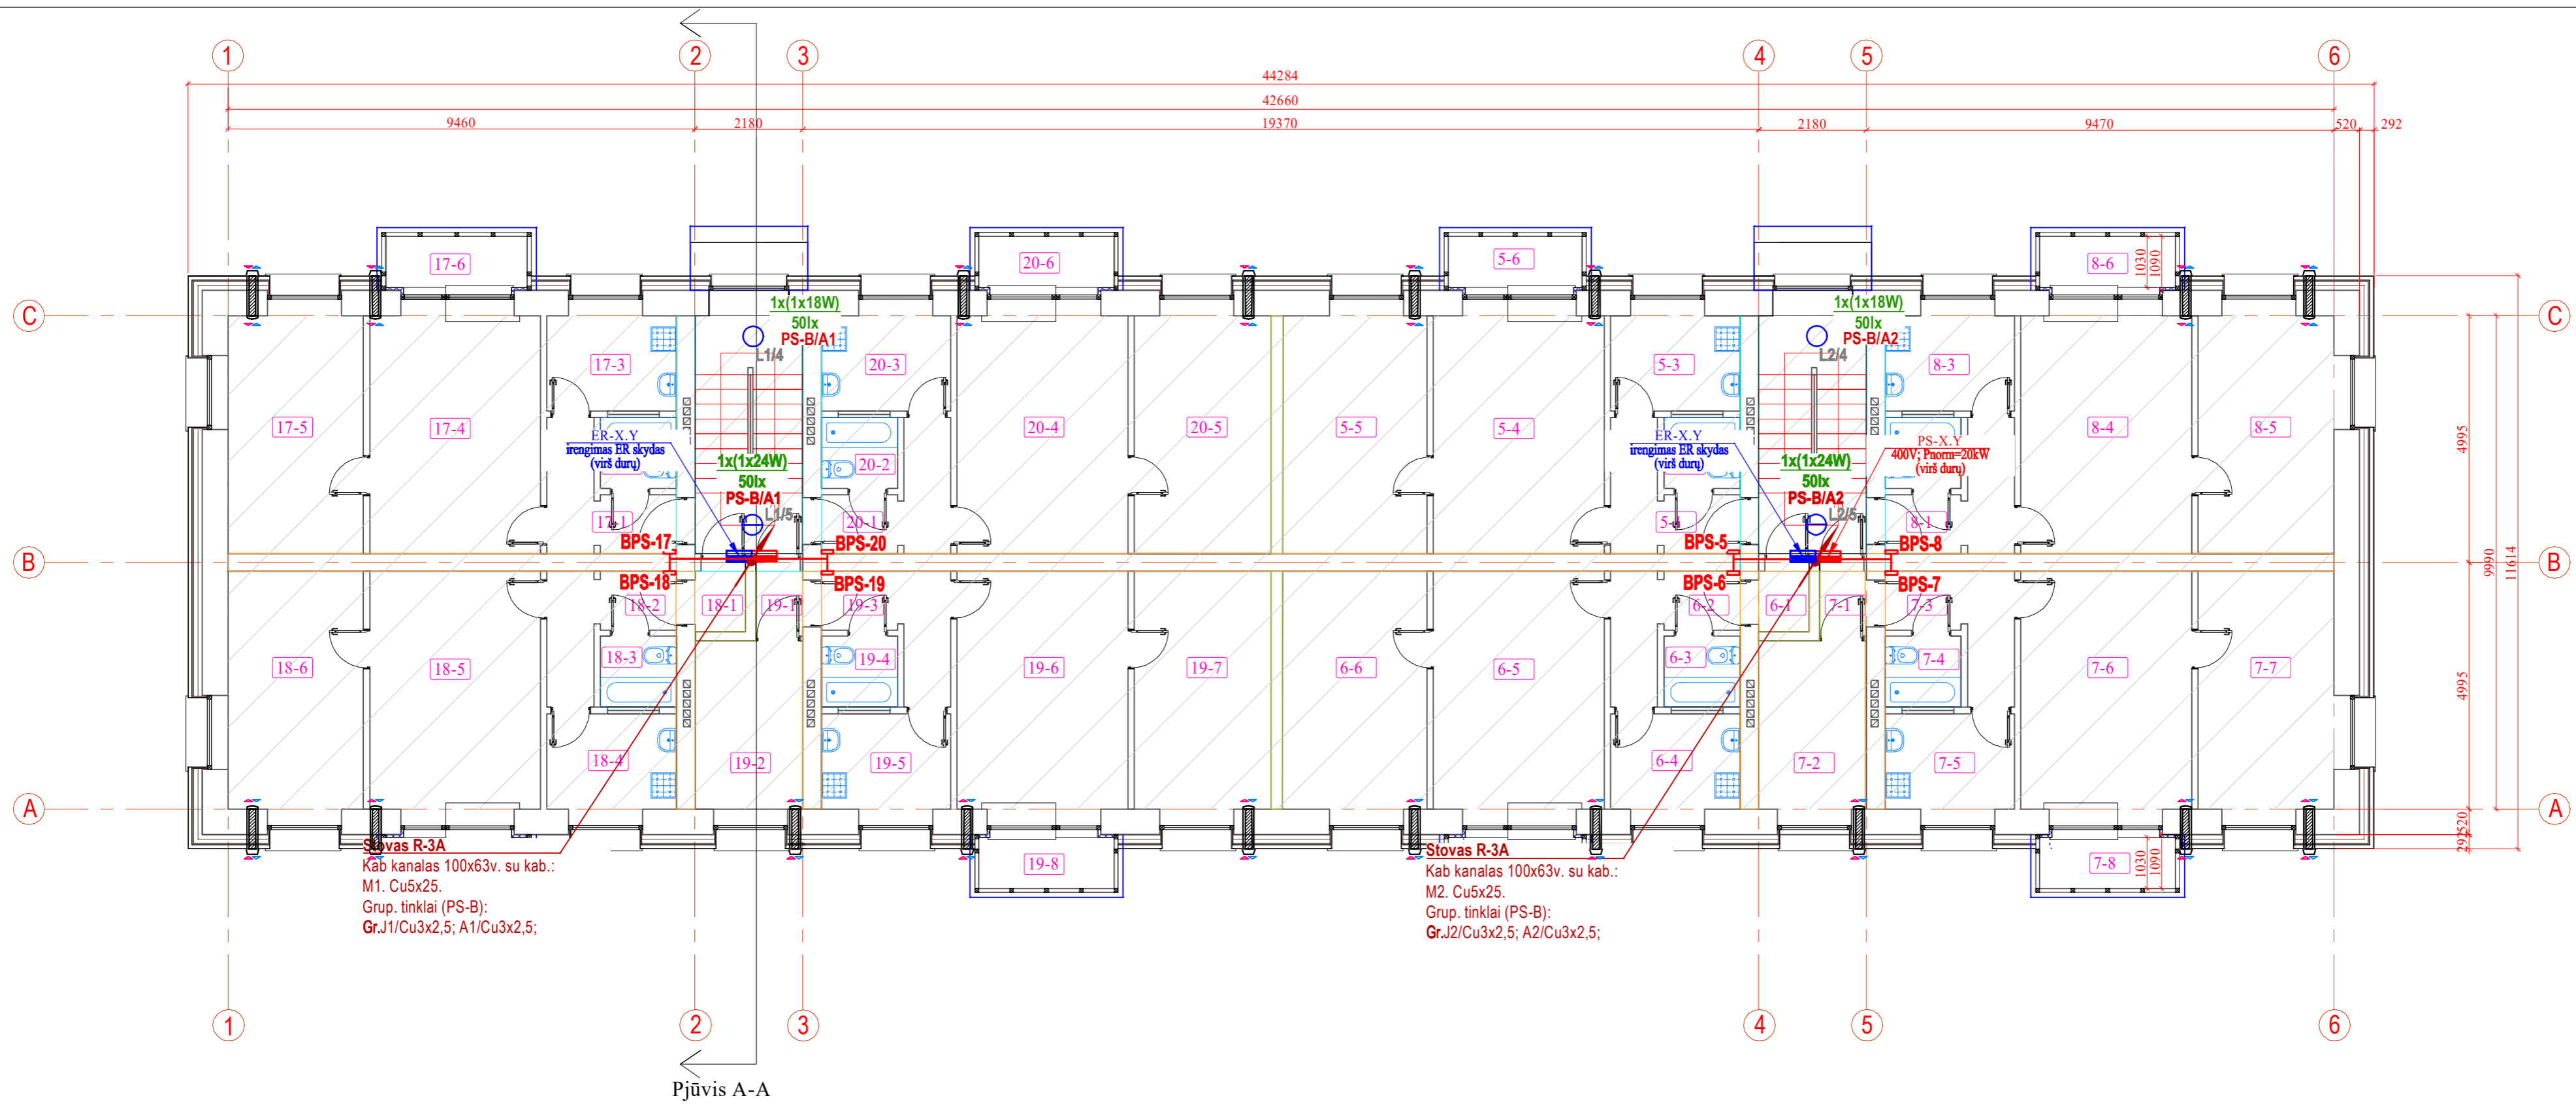 1
2
3
4
5
6
44284
42660
9460
2180
19370
2180
9470
520
292
17-6
20-6
5-6
8-6
1030
1090
C
C
1x(1x18W)
50lx
PS-B/A1
L1/4
1x(1x18W)
50lx
PS-B/A2
L2/4
17-3
20-3
5-3
8-3
17-5
17-4
20-4
20-5
5-5
5-4
8-4
8-5
ER-X.Y
įrengimas ER skydas
(virš durų)
1x(1x24W)
50lx
PS-B/A1
L1/5
20-2
ER-X.Y
įrengimas ER skydas
(virš durų)
1x(1x24W)
50lx
PS-B/A2
L2/5
PS-X.Y
400V; Pnorm=20kW
(virš durų)
17-1
20-1
5-1
8-1
4995
9990
11614
B
B
BPS-17
BPS-20
BPS-18
BPS-19
BPS-5
BPS-8
BPS-6
BPS-7
18-2
18-1
19-1
19-3
6-2
6-1
7-1
7-3
18-6
18-5
18-3
19-4
19-6
19-7
6-6
6-5
6-3
7-4
7-6
7-7
4995
18-4
19-2
19-5
6-4
7-2
7-5
A
A
520
292
Stovas R-3A
Kab kanalas 100x63v. su kab.:
M1. Cu5x25.
Grup. tinklai (PS-B):
Gr.J1/Cu3x2,5; A1/Cu3x2,5;
19-8
Stovas R-3A
Kab kanalas 100x63v. su kab.:
M2. Cu5x25.
Grup. tinklai (PS-B):
Gr.J2/Cu3x2,5; A2/Cu3x2,5;
7-8
1030
1090
1
2
3
4
5
6
Pjūvis A-A